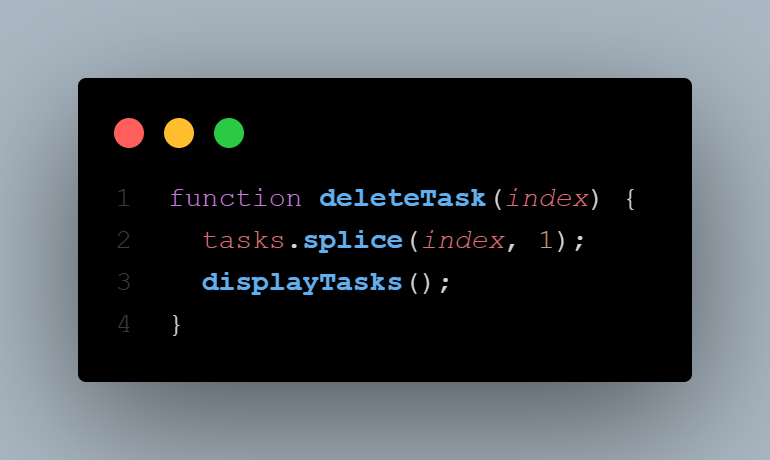 1 function deleteTask(index) {
2   tasks.splice(index, 1);
3   displayTasks();
4 }